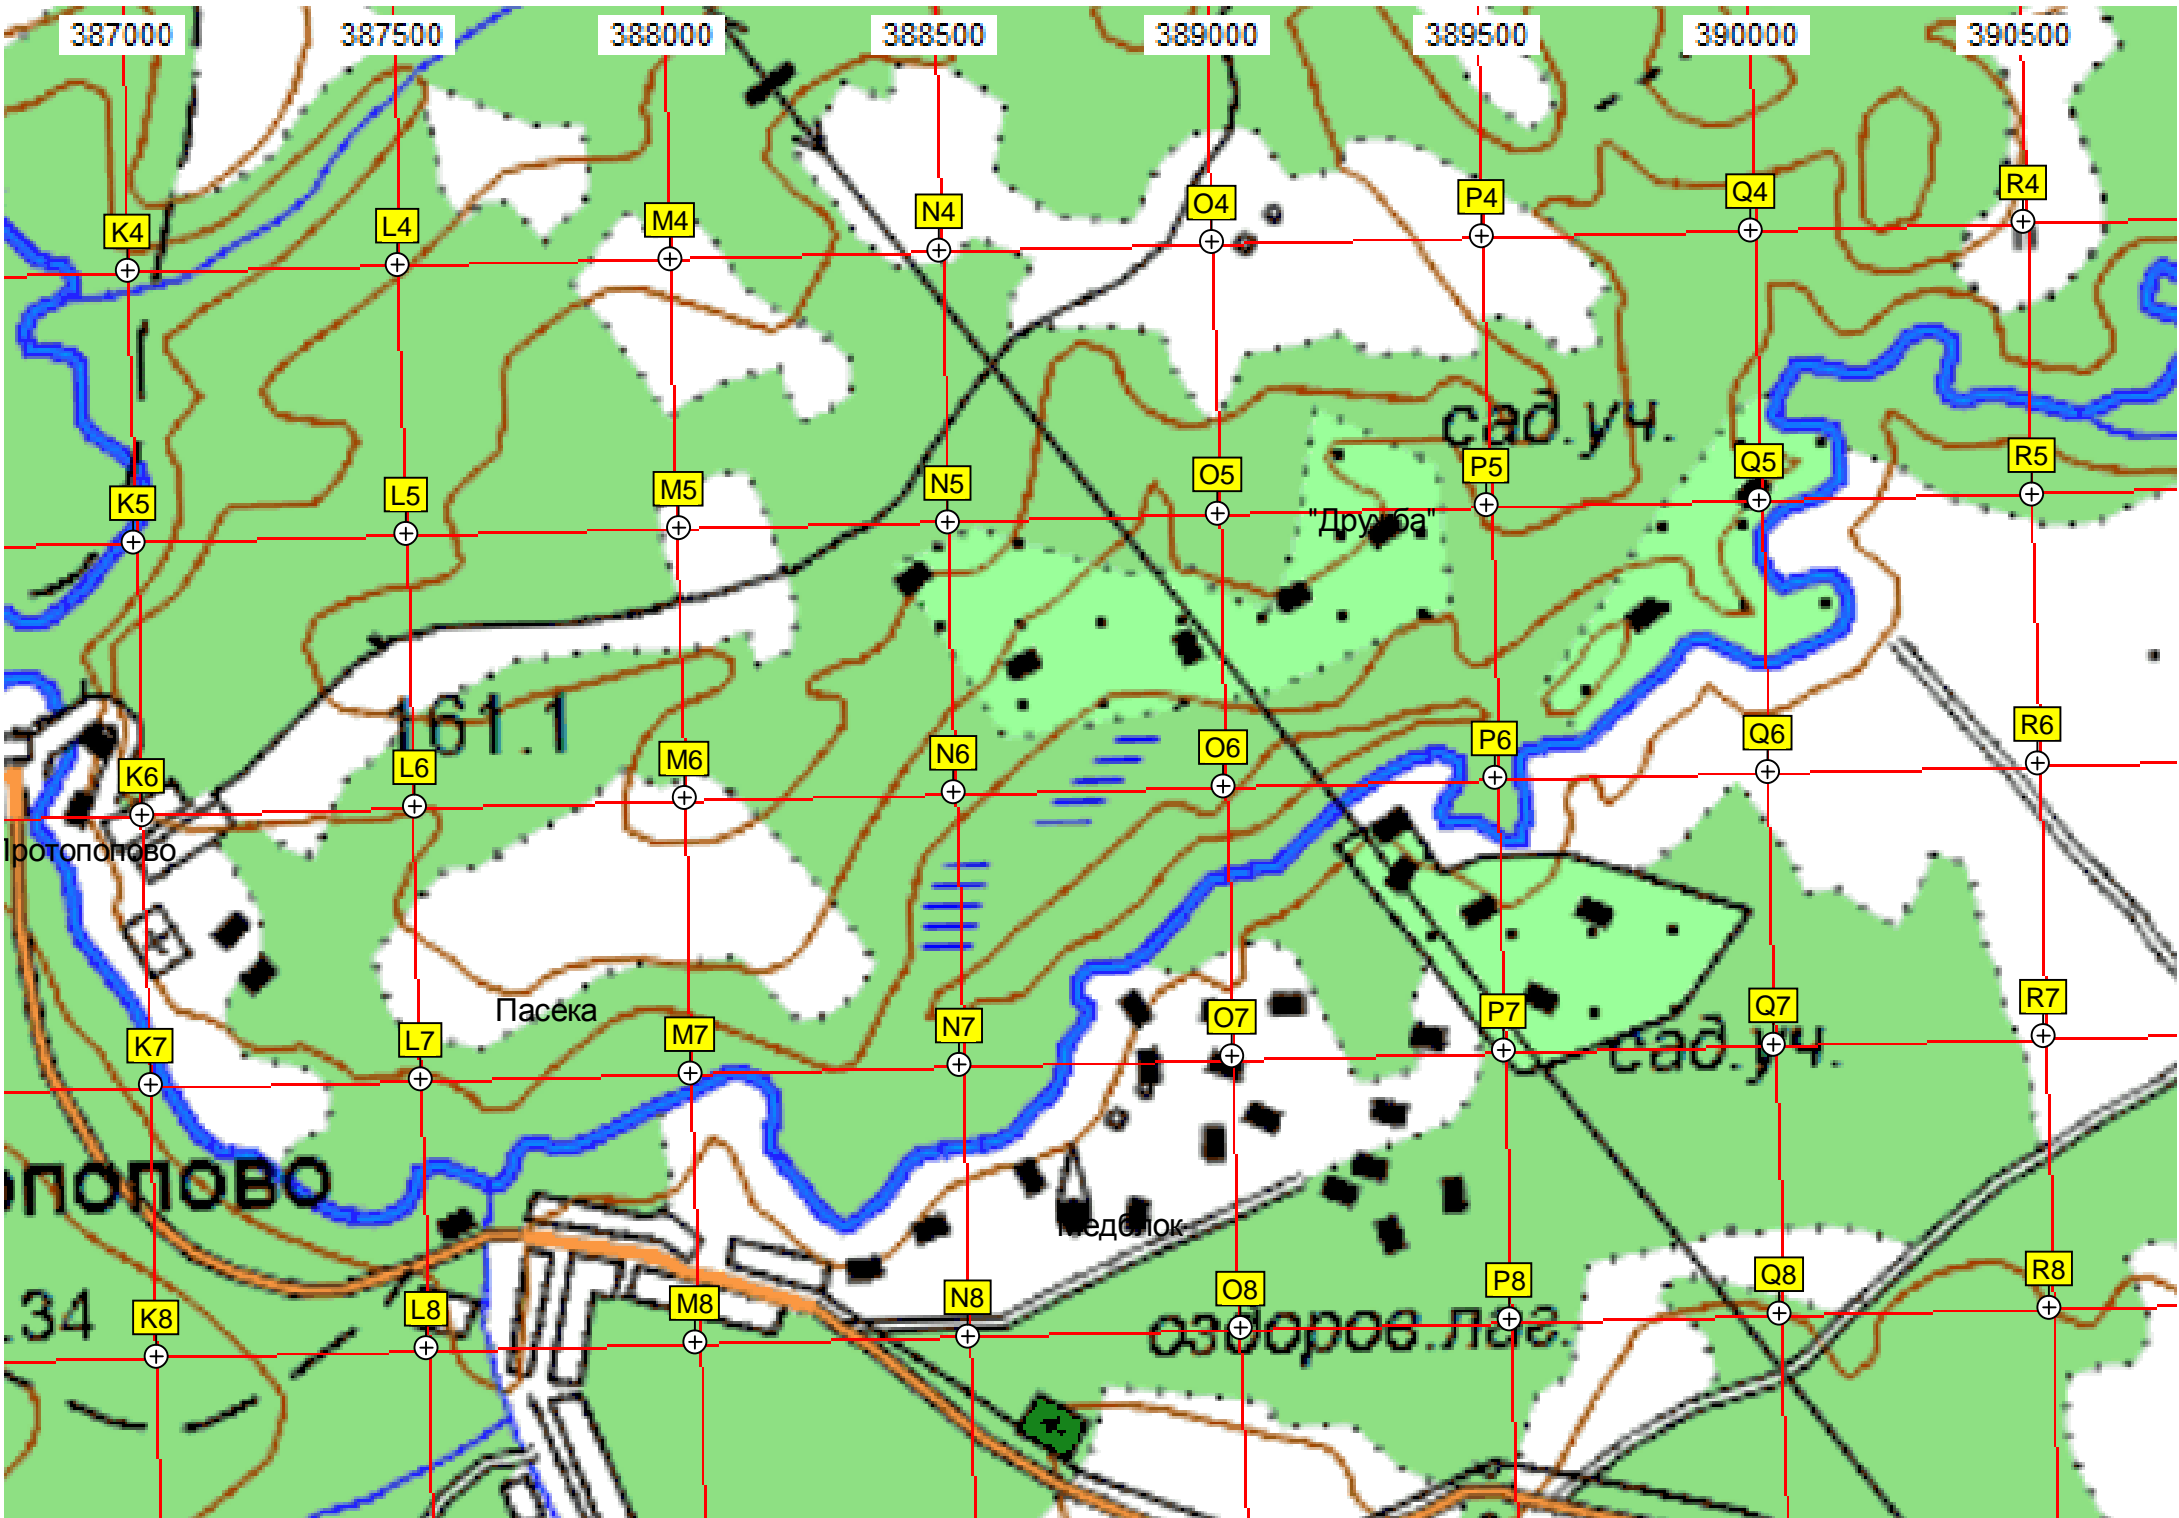 387000 387500 388000 388500 389000 389500 390000 390500
K4 L4 M4 N4 O4 P4 Q4 R4
сад.уч.
K5 L5 M5 N5 O5 P5 Q5 R5
"Дружба"
161.1
K6 L6 M6 N6 O6 P6 Q6 R6
Протопопово
Пасека
K7 L7 M7 N7 O7 P7 Q7 R7
сад.уч.
опопово
Медблок
.34
K8 L8 M8 N8 O8 P8 Q8 R8
оздоров.лаг.